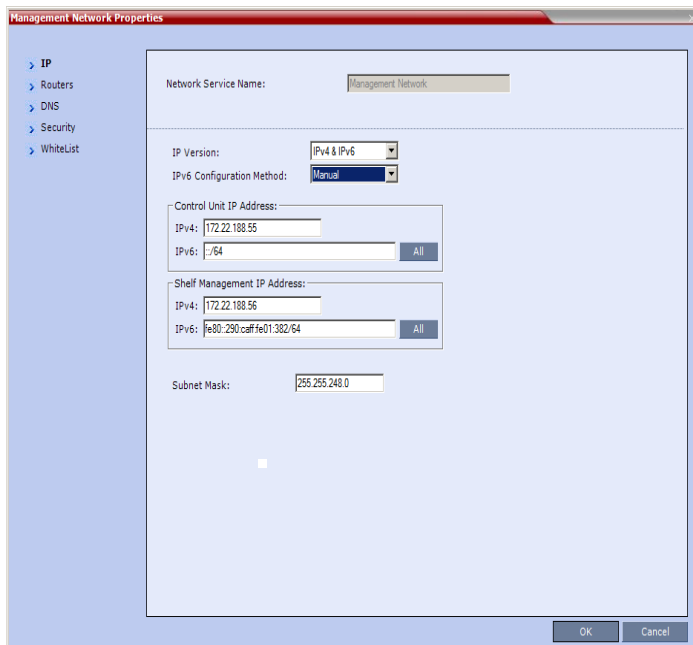 Management Network Properties
IP
Routers
DNS
Security
WhiteList
Network Service Name: Management Network
IP Version: IPv4 & IPv6
IPv6 Configuration Method: Manual
Control Unit IP Address:
IPv4: 172.22.188.55
IPv6: ::/64 All
Shelf Management IP Address:
IPv4: 172.22.188.56
IPv6: fe80::290:caff:fe01:382/64 All
Subnet Mask: 255.255.248.0
OK Cancel